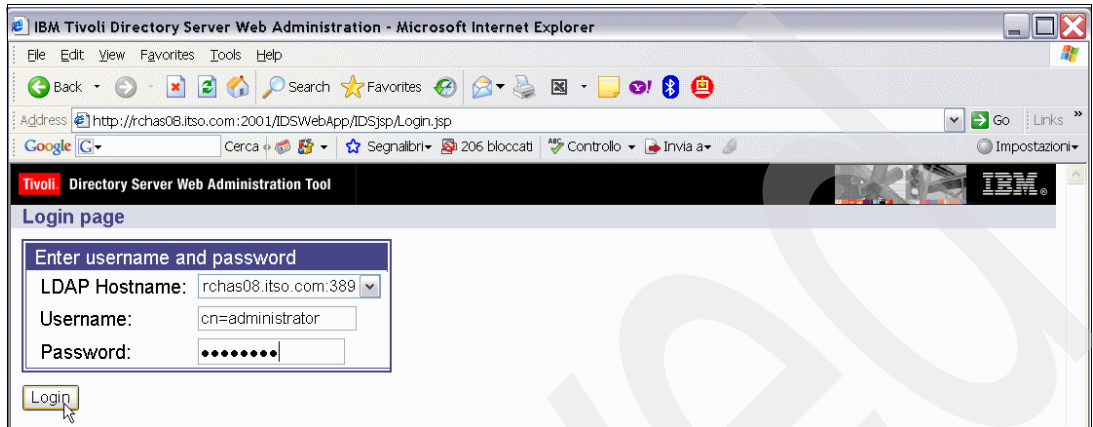 IBM Tivoli Directory Server Web Administration - Microsoft Internet Explorer
File Edit View Favorites Tools Help
Back Search Favorites
Address http://rchas08.itso.com:2001/IDSWebApp/IDSjsp/Login.jsp Go Links »
Google G Cerca Segnalibri 206 bloccati ABC Controllo Invia a Impostazioni
Tivoli. Directory Server Web Administration Tool IBM®
Login page
Enter username and password
LDAP Hostname: rchas08.itso.com:389
Username: cn=administrator
Password: ●●●●●●●●
Login